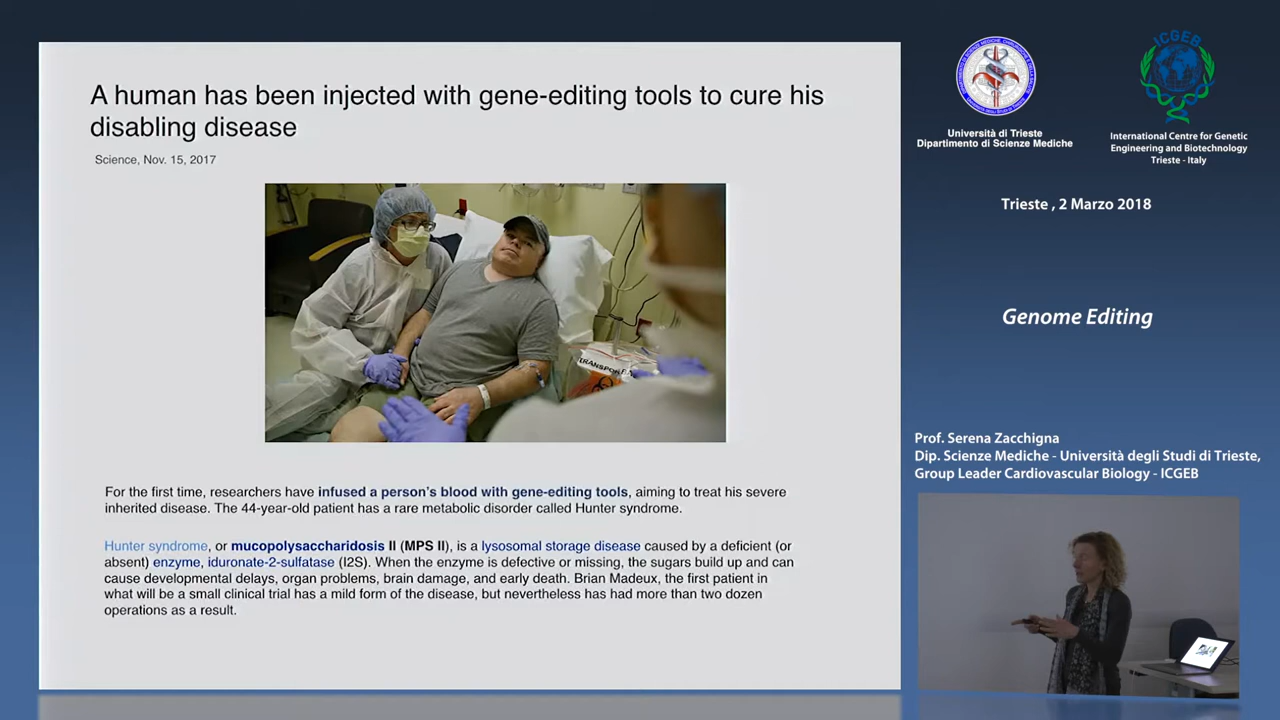 A human has been injected with gene-editing tools to cure his
disabling disease
Science, Nov. 15, 2017
For the first time, researchers have infused a person's blood with gene-editing tools, aiming to treat his severe
inherited disease. The 44-year-old patient has a rare metabolic disorder called Hunter syndrome.
Hunter syndrome, or mucopolysaccharidosis II (MPS II), is a lysosomal storage disease caused by a deficient (or
absent) enzyme, iduronate-2-sulfatase (I2S). When the enzyme is defective or missing, the sugars build up and can
cause developmental delays, organ problems, brain damage, and early death. Brian Madeux, the first patient in
what will be a small clinical trial has a mild form of the disease, but nevertheless has had more than two dozen
operations as a result.
ICGEB
Università di Trieste
Dipartimento di Scienze Mediche
International Centre for Genetic
Engineering and Biotechnology
Trieste - Italy
Trieste , 2 Marzo 2018
Genome Editing
Prof. Serena Zacchigna
Dip. Scienze Mediche - Università degli Studi di Trieste,
Group Leader Cardiovascular Biology - ICGEB